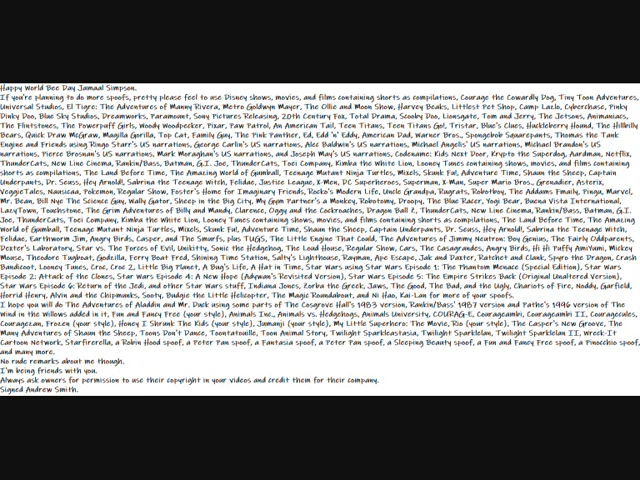 Happy World Bee Day Jamaal Simpson.
If you're planning to do more spoofs, pretty please feel to use Disney shows, movies, and films containing shorts as compilations, Courage the Cowardly Dog, Tiny Toon Adventures,
Universal Studios, El Tigre: The Adventures of Manny Rivera, Metro Goldwyn Mayer, The Ollie and Moon Show, Harvey Beaks, Littlest Pet Shop, Camp Lazlo, Cyberchase, Pinky
Dinky Doo, Blue Sky Studios, Dreamworks, Paramount, Sony Pictures Releasing, 20th Century Fox, Total Drama, Scooby Doo, Lionsgate, Tom and Jerry, The Jetsons, Animaniacs,
The Flintstones, The Powerpuff Girls, Woody Woodpecker, Pixar, Paw Patrol, An American Tail, Teen Titans, Teen Titans Go!, Tristar, Blue's Clues, Huckleberry Hound, The Hillbilly
Bears, Quick Draw McGraw, Magilla Gorilla, Top Cat, Family Guy, The Pink Panther, Ed, Edd 'n' Eddy, American Dad, Warner Bros., Spongebob Squarepants, Thomas the Tank
Engine and Friends using Ringo Starr's US narrations, George Carlin's US narrations, Alec Baldwin's US narrations, Michael Angelis' US narrations, Michael Brandon's US
narrations, Pierce Brosnan's US narrations, Mark Moraghan's US narrations, and Joseph May's US narrations, Codename: Kids Next Door, Krypto the Superdog, Aardman, Netflix,
ThunderCats, New Line Cinema, Rankin/Bass, Batman, G.I. Joe, ThunderCats, Toei Company, Kimba the White Lion, Looney Tunes containing shows, movies, and films containing
shorts as compilations, The Land Before Time, The Amazing World of Gumball, Teenage Mutant Ninja Turtles, Mixels, Skunk Fu!, Adventure Time, Shaun the Sheep, Captain
Underpants, Dr. Seuss, Hey Arnold!, Sabrina the Teenage Witch, Felidae, Justice League, X-Men, DC Superheroes, Superman, X-Man, Super Mario Bros., Grenadier, Asterix,
VeggieTales, Nausicaa, Pokemon, Regular Show, Foster's Home for Imaginary Friends, Rocko's Modern Life, Uncle Grandpa, Rugrats, Robotboy, The Addams Family, Pingu, Marvel,
Mr. Bean, Bill Nye The Science Guy, Wally Gator, Sheep in the Big City, My Gym Partner's a Monkey, Robotomy, Droopy, The Blue Racer, Yogi Bear, Buena Vista International,
LazyTown, Touchstone, The Grim Adventures of Billy and Mandy, Clarence, Oggy and the Cockroaches, Dragon Ball Z, ThunderCats, New Line Cinema, Rankin/Bass, Batman, G.I.
Joe, ThunderCats, Toei Company, Kimba the White Lion, Looney Tunes containing shows, movies, and films containing shorts as compilations, The Land Before Time, The Amazing
World of Gumball, Teenage Mutant Ninja Turtles, Mixels, Skunk Fu!, Adventure Time, Shaun the Sheep, Captain Underpants, Dr. Seuss, Hey Arnold!, Sabrina the Teenage Witch,
Felidae, Earthworm Jim, Angry Birds, Casper, and The Smurfs, plus TUGS, The Little Engine That Could, The Adventures of Jimmy Neutron: Boy Genius, The Fairly Oddparents,
Dexter's Laboratory, Star vs. The Forces of Evil, Unikitty, Sonic the Hedgehog, The Loud House, Regular Show, Cars, The Casagrandes, Angry Birds, Hi Hi Puffy AmiYumi, Mickey
Mouse, Theodore Tugboat, Godzilla, Ferry Boat Fred, Shining Time Station, Salty's Lighthouse, Rayman, Ape Escape, Jak and Daxter, Ratchet and Clank, Spyro the Dragon, Crash
Bandicoot, Looney Tunes, Croc, Croc 2, Little Big Planet, A Bug's Life, A Hat in Time, Star Wars using Star Wars Episode 1: The Phantom Menace (Special Edition), Star Wars
Episode 2: Attack of the Clones, Star Wars Episode 4: A New Hope (Adywan's Revisited Version), Star Wars Episode 5: The Empire Strikes Back (Original Unaltered Version),
Star Wars Episode 6: Return of the Jedi, and other Star Wars stuff, Indiana Jones, Zorba the Greek, Jaws, The Good, The Bad, and the Ugly, Chariots of Fire, Noddy, Garfield,
Horrid Henry, Alvin and the Chipmunks, Sooty, Budgie the Little Helicopter, The Magic Roundabout, and Ni Hao, Kai-Lan for more of your spoofs.
I hope you will do The Adventures of Aladdin and Mr. Duck using some parts of The Cosgrove Hall's 1983 version, Rankin/Bass' 1987 version and Pathe's 1996 version of The
Wind in the Willows added in it, Fun and Fancy Free (your style), Animals Inc., Animals vs. Hedgehogs, Animals University, COURAG-E, Courageambi, Courageambi II, Couragecules,
Couragezan, Frozen (your style), Honey I Shrunk The Kids (your style), Jumanji (your style), My Little Superhero: The Movie, Rio (your style), The Casper's New Groove, The
Many Adventures of Shaun the Sheep, Toons Don't Dance, Toontatouille, Toon Animal Story, Twilight Sparklestasia, Twilight Sparklelan, Twilight Sparklelan II, Wreck-It
Cartoon Network, Starfirerella, a Robin Hood spoof, a Peter Pan spoof, a Fantasia spoof, a Peter Pan spoof, a Sleeping Beauty spoof, a Fun and Fancy Free spoof, a Pinocchio spoof,
and many more.
No rude remarks about me though.
I'm being friends with you.
Always ask owners for permission to use their copyright in your videos and credit them for their company.
Signed Andrew Smith.